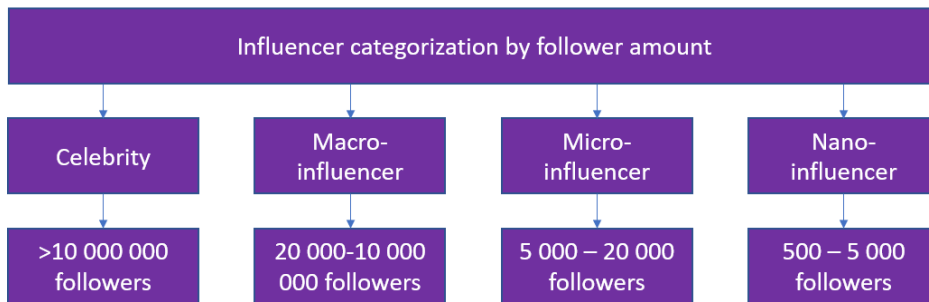 Influencer categorization by follower amount
Celebrity
Macro-
influencer
Micro-
influencer
Nano-
influencer
>10 000 000
followers
20 000-10 000
000 followers
5 000 – 20 000
followers
500 – 5 000
followers